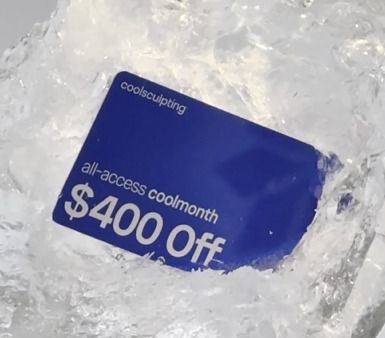 coolsculpting
all-access coolmonth
$400 Off